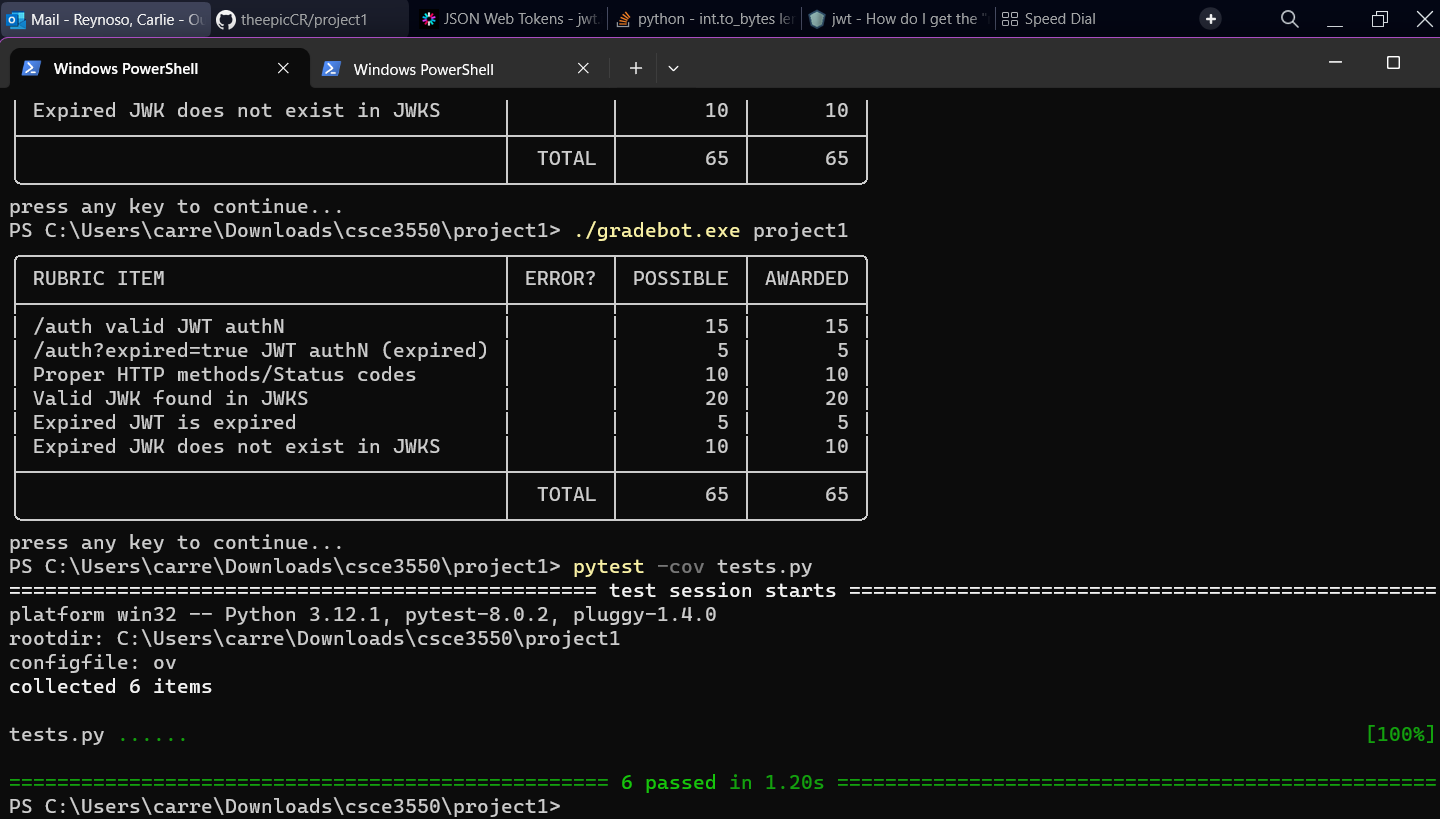 Mail - Reynoso, Carlie - Ou
theepicCR/project1
JSON Web Tokens - jwt.
python - int.to_bytes le
jwt - How do I get the "
Speed Dial
Windows PowerShell
Windows PowerShell
Expired JWK does not exist in JWKS 10 10
TOTAL 65 65
press any key to continue...
PS C:\Users\carre\Downloads\csce3550\project1> ./gradebot.exe project1
RUBRIC ITEM ERROR? POSSIBLE AWARDED
/auth valid JWT authN 15 15
/auth?expired=true JWT authN (expired) 5 5
Proper HTTP methods/Status codes 10 10
Valid JWK found in JWKS 20 20
Expired JWT is expired 5 5
Expired JWK does not exist in JWKS 10 10
TOTAL 65 65
press any key to continue...
PS C:\Users\carre\Downloads\csce3550\project1> pytest -cov tests.py
================================================= test session starts =================================================
platform win32 -- Python 3.12.1, pytest-8.0.2, pluggy-1.4.0
rootdir: C:\Users\carre\Downloads\csce3550\project1
configfile: ov
collected 6 items
tests.py ...... [100%]
================================================== 6 passed in 1.20s ==================================================
PS C:\Users\carre\Downloads\csce3550\project1>